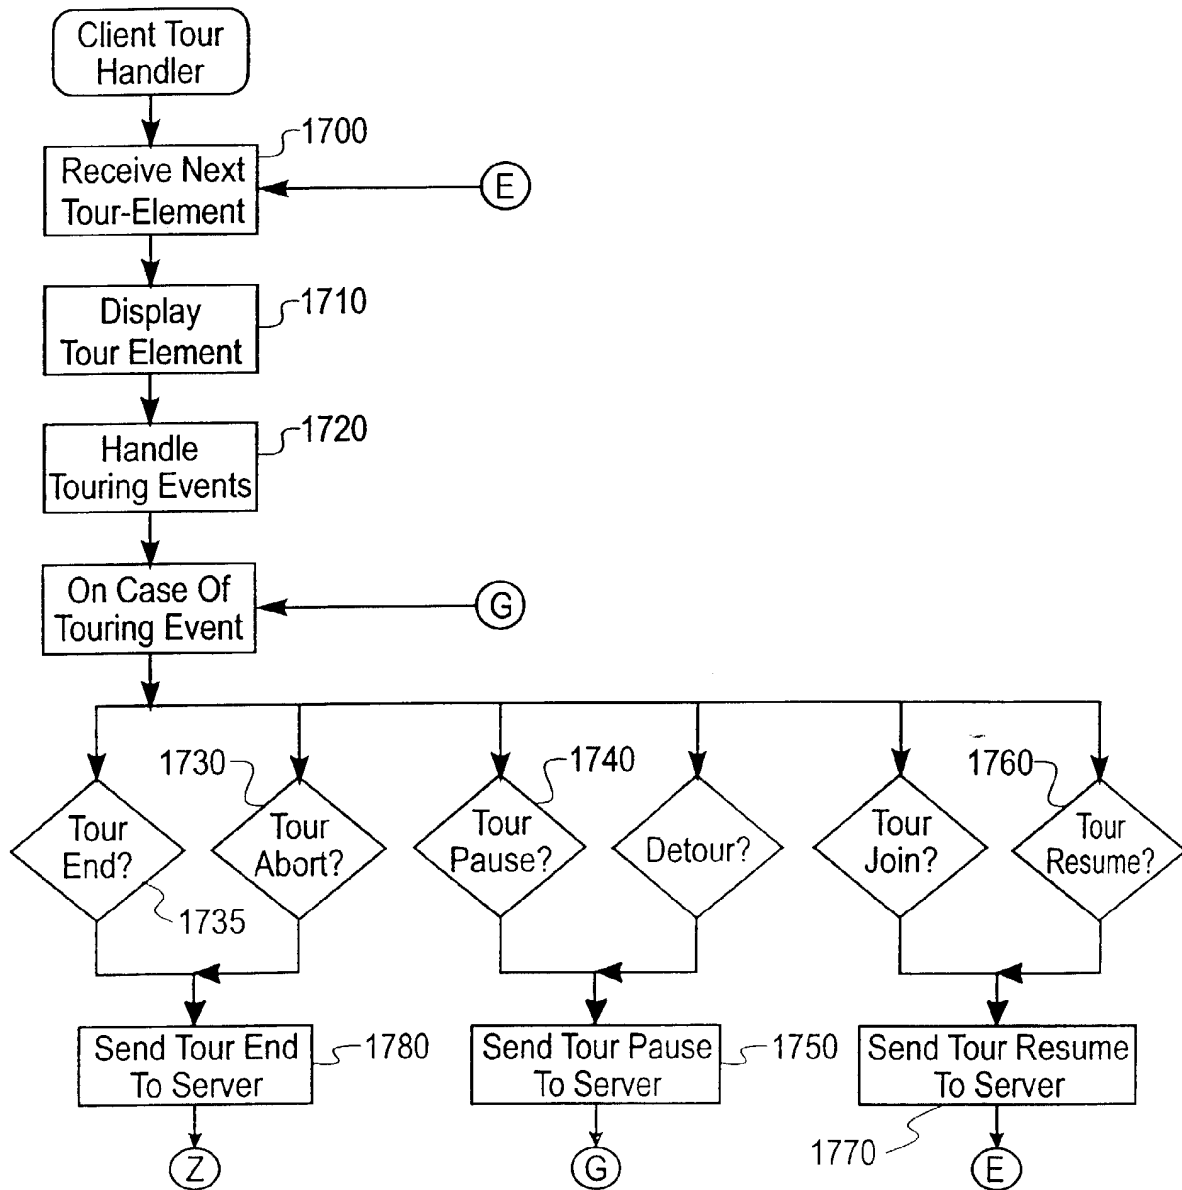 Client Tour
Handler
1700
Receive Next
Tour-Element
E
1710
Display
Tour Element
1720
Handle
Touring Events
On Case Of
Touring Event
G
1730
1740
1760
Tour
End?
Tour
Abort?
Tour
Pause?
Detour?
Tour
Join?
Tour
Resume?
1735
Send Tour End
To Server
1780
Send Tour Pause
To Server
1750
Send Tour Resume
To Server
1770
Z
G
E